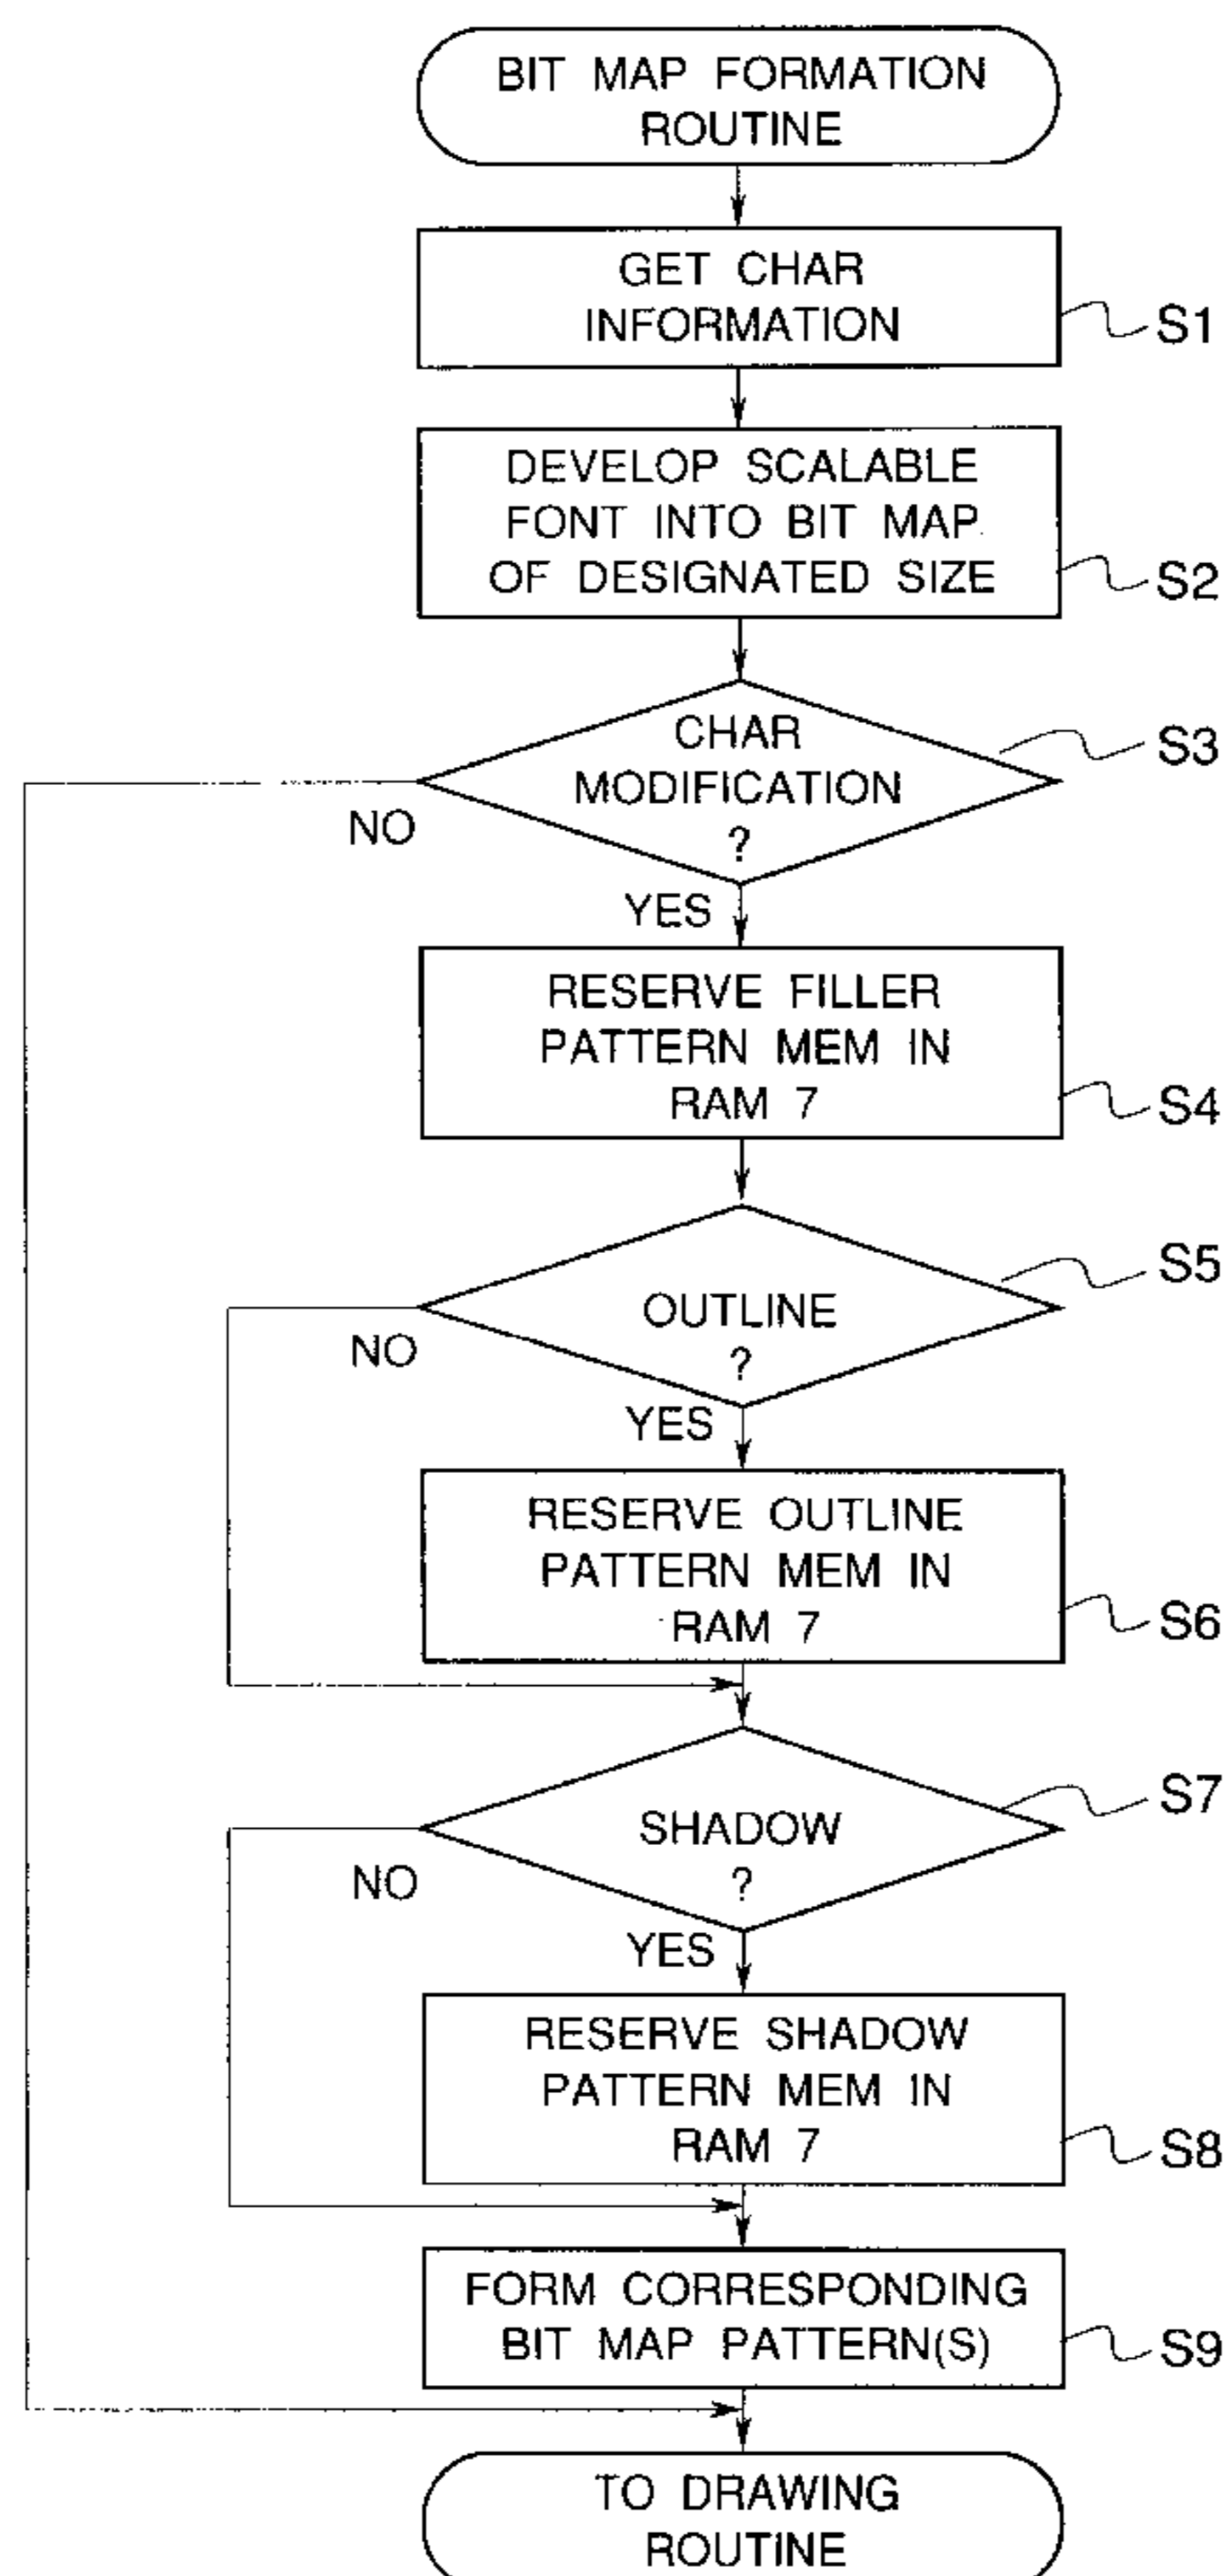 BIT MAP FORMATION
ROUTINE
GET CHAR
INFORMATION
S1
DEVELOP SCALABLE
FONT INTO BIT MAP
OF DESIGNATED SIZE
S2
CHAR
MODIFICATION
?
S3
NO
YES
RESERVE FILLER
PATTERN MEM IN
RAM 7
S4
OUTLINE
?
S5
NO
YES
RESERVE OUTLINE
PATTERN MEM IN
RAM 7
S6
SHADOW
?
S7
NO
YES
RESERVE SHADOW
PATTERN MEM IN
RAM 7
S8
FORM CORRESPONDING
BIT MAP PATTERN(S)
S9
TO DRAWING
ROUTINE